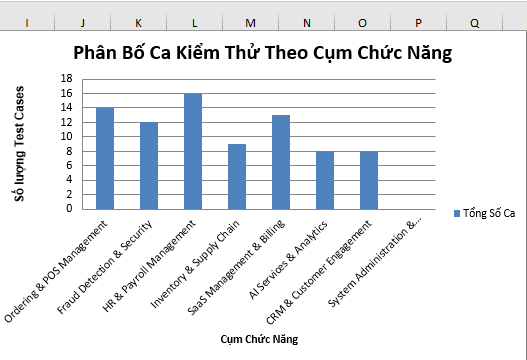 I J K L M N O P Q
Phân Bố Ca Kiểm Thử Theo Cụm Chức Năng
Số lượng Test Cases
18
16
14
12
10
8
6
4
2
0
Ordering & POS Management
Fraud Detection & Security
HR & Payroll Management
Inventory & Supply Chain
SaaS Management & Billing
AI Services & Analytics
CRM & Customer Engagement
System Administration &...
Tổng Số Ca
Cụm Chức Năng